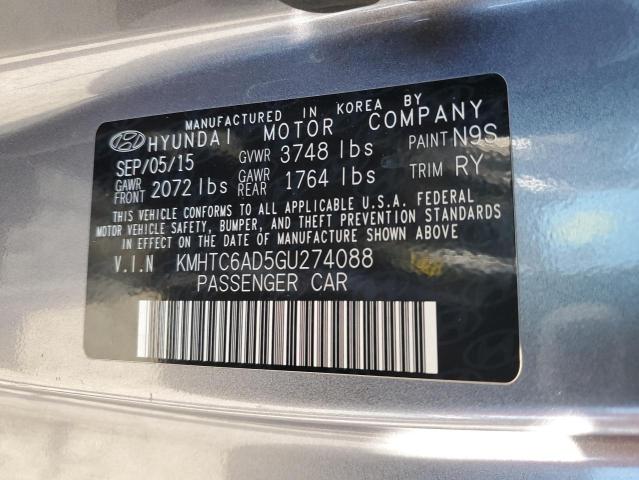 MANUFACTURED IN KOREA BY
HYUNDAI MOTOR COMPANY
SEP/05/15 GVWR 3748 lbs PAINT N9S
GAWR FRONT 2072 lbs GAWR REAR 1764 lbs TRIM RY
THIS VEHICLE CONFORMS TO ALL APPLICABLE U.S.A. FEDERAL
MOTOR VEHICLE SAFETY, BUMPER, AND THEFT PREVENTION STANDARDS
IN EFFECT ON THE DATE OF MANUFACTURE SHOWN ABOVE
V.I.N KMHTC6AD5GU274088
PASSENGER CAR